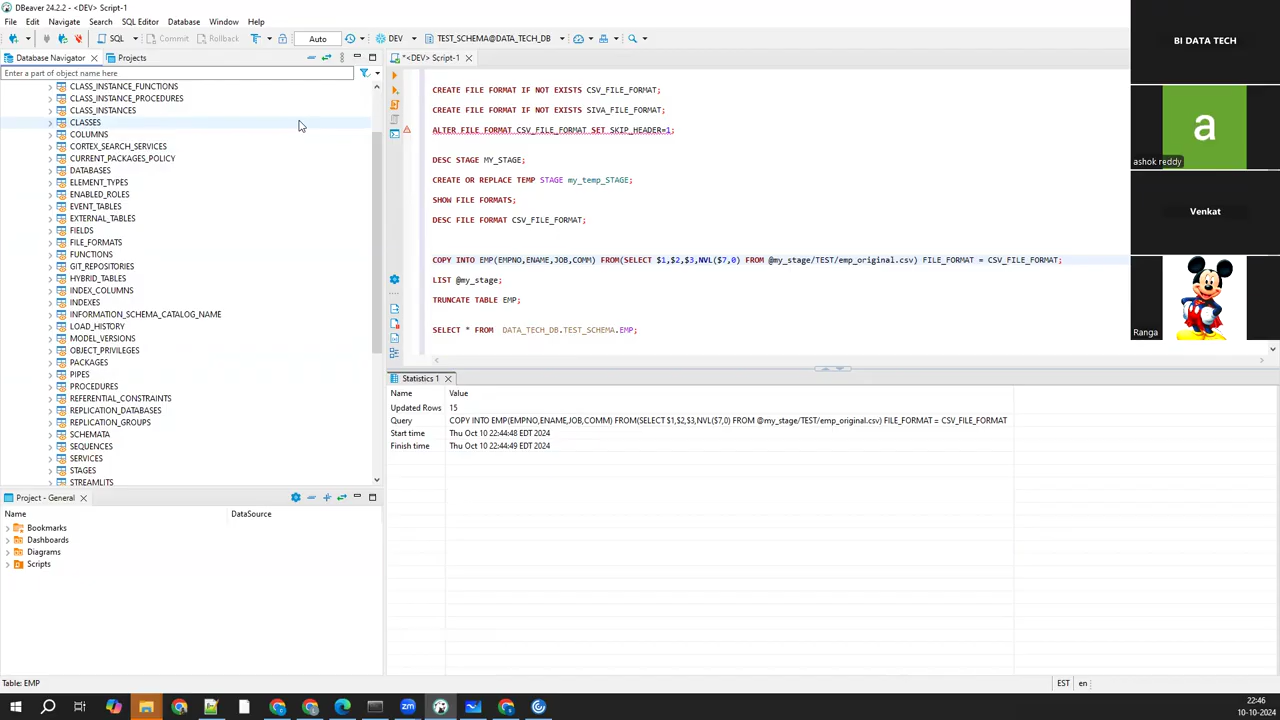 DBeaver 24.2.2 - <DEV> Script-1
File Edit Navigate Search SQL Editor Database Window Help
SQL Commit Rollback Auto DEV TEST_SCHEMA@DATA_TECH_DB
Database Navigator Projects
Enter a part of object name here
CLASS_INSTANCE_FUNCTIONS
CLASS_INSTANCE_PROCEDURES
CLASS_INSTANCES
CLASSES
COLUMNS
CORTEX_SEARCH_SERVICES
CURRENT_PACKAGES_POLICY
DATABASES
ELEMENT_TYPES
ENABLED_ROLES
EVENT_TABLES
EXTERNAL_TABLES
FIELDS
FILE_FORMATS
FUNCTIONS
GIT_REPOSITORIES
HYBRID_TABLES
INDEX_COLUMNS
INDEXES
INFORMATION_SCHEMA_CATALOG_NAME
LOAD_HISTORY
MODEL_VERSIONS
OBJECT_PRIVILEGES
PACKAGES
PIPES
PROCEDURES
REFERENTIAL_CONSTRAINTS
REPLICATION_DATABASES
REPLICATION_GROUPS
SCHEMATA
SEQUENCES
SERVICES
STAGES
STREAMLITS
Project - General
Name DataSource
Bookmarks
Dashboards
Diagrams
Scripts
*<DEV> Script-1
CREATE FILE FORMAT IF NOT EXISTS CSV_FILE_FORMAT;
CREATE FILE FORMAT IF NOT EXISTS SIVA_FILE_FORMAT;
ALTER FILE FORMAT CSV_FILE_FORMAT SET SKIP_HEADER=1;
DESC STAGE MY_STAGE;
CREATE OR REPLACE TEMP STAGE my_temp_STAGE;
SHOW FILE FORMATS;
DESC FILE FORMAT CSV_FILE_FORMAT;
COPY INTO EMP(EMPNO,ENAME,JOB,COMM) FROM(SELECT $1,$2,$3,NVL($7,0) FROM @my_stage/TEST/emp_original.csv) FILE_FORMAT = CSV_FILE_FORMAT;
LIST @my_stage;
TRUNCATE TABLE EMP;
SELECT * FROM DATA_TECH_DB.TEST_SCHEMA.EMP;
Statistics 1
Name Value
Updated Rows 15
Query COPY INTO EMP(EMPNO,ENAME,JOB,COMM) FROM(SELECT $1,$2,$3,NVL($7,0) FROM @my_stage/TEST/emp_original.csv) FILE_FORMAT = CSV_FILE_FORMAT
Start time Thu Oct 10 22:44:48 EDT 2024
Finish time Thu Oct 10 22:44:49 EDT 2024
BI DATA TECH
a
ashok reddy
Venkat
Ranga
Table: EMP
EST en
22:46
10-10-2024